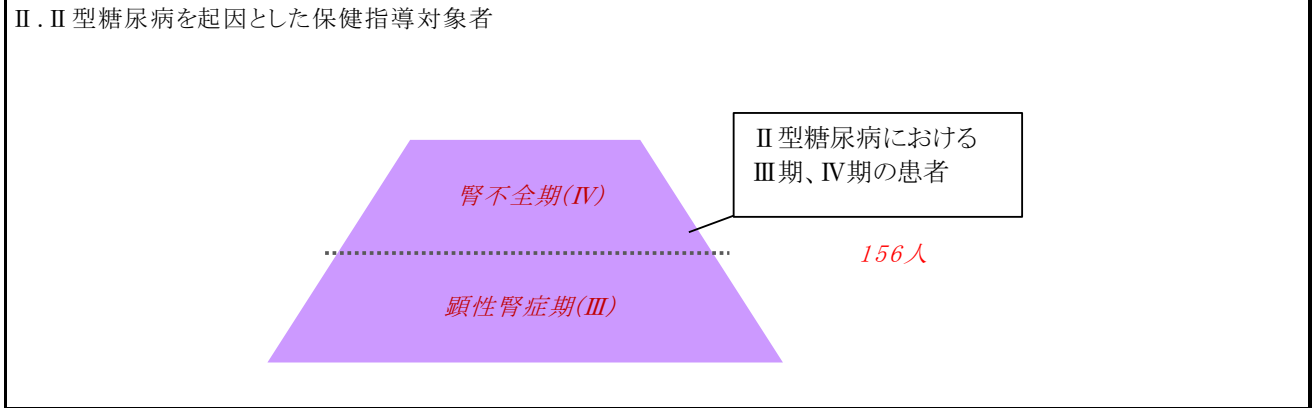 Ⅱ.Ⅱ型糖尿病を起因とした保健指導対象者
Ⅱ型糖尿病における
Ⅲ期、Ⅳ期の患者
腎不全期(Ⅳ)
156人
顕性腎症期(Ⅲ)